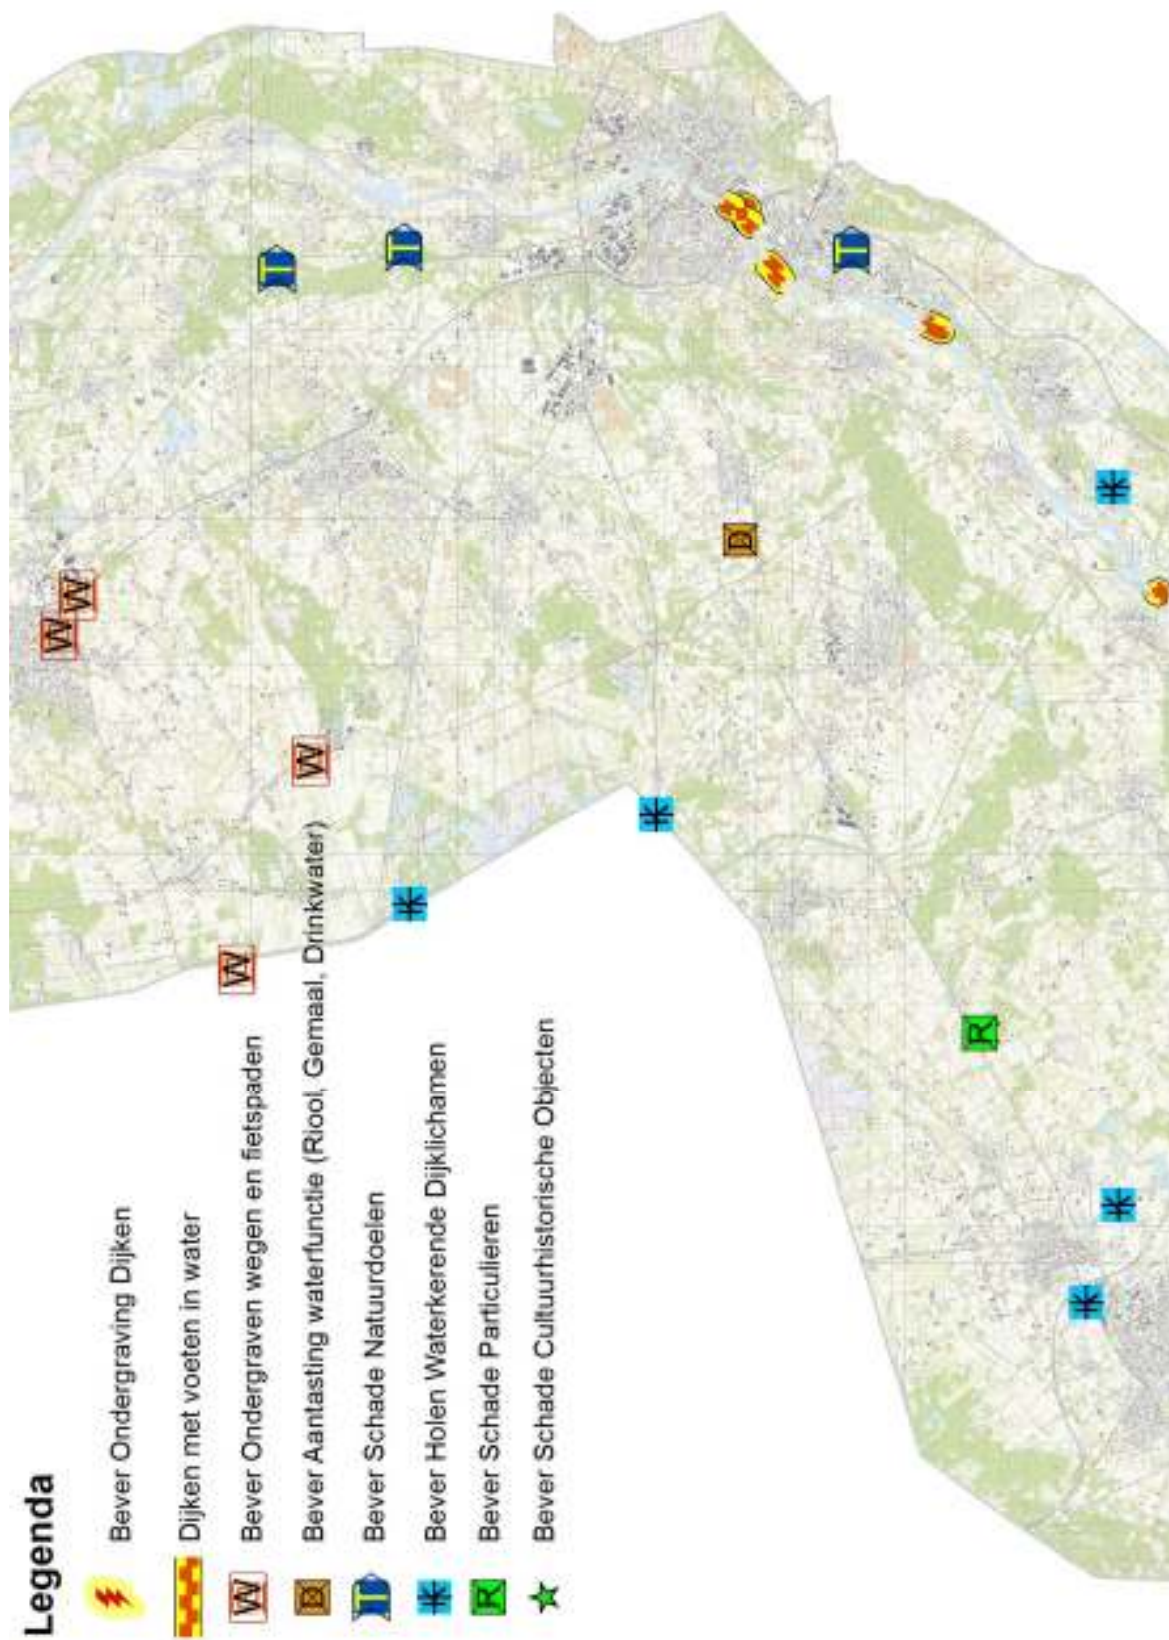 Legenda
Bever Ondergraving Dijken
Dijken met voeten in water
W Bever Ondergraven wegen en fietspaden
D Bever Aantasting waterfunctie (Riool, Gemaal, Drinkwater)
T Bever Schade Natuurdoelen
K Bever Holen Waterkerende Dijklichamen
R Bever Schade Particulieren
Bever Schade Cultuurhistorische Objecten
W
W
W
W
T
T
T
D
K
K
K
K
K
R